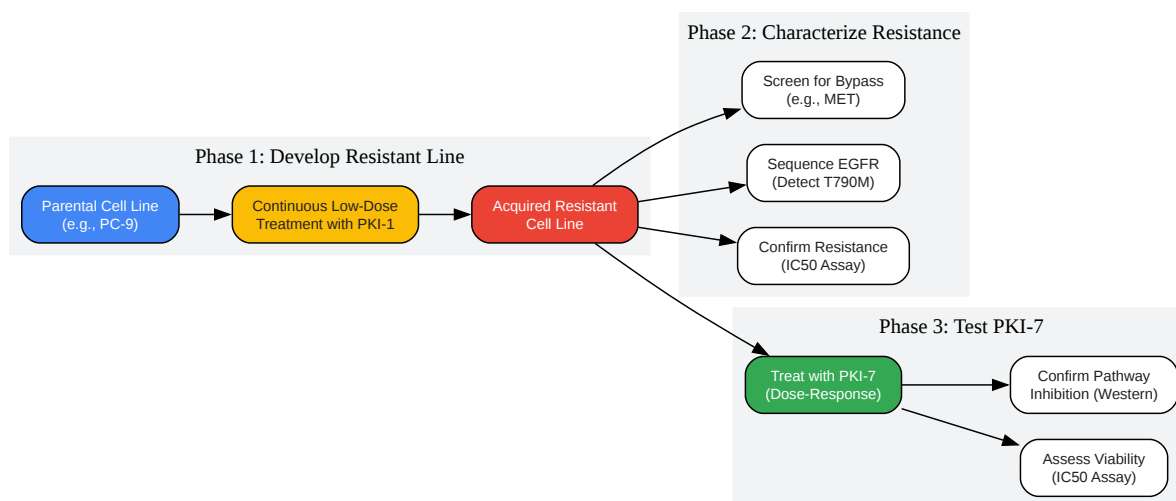 Phase 1: Develop Resistant Line
Parental Cell Line
(e.g., PC-9)
Continuous Low-Dose
Treatment with PKI-1
Acquired Resistant
Cell Line
Phase 2: Characterize Resistance
Screen for Bypass
(e.g., MET)
Sequence EGFR
(Detect T790M)
Confirm Resistance
(IC50 Assay)
Phase 3: Test PKI-7
Treat with PKI-7
(Dose-Response)
Confirm Pathway
Inhibition (Western)
Assess Viability
(IC50 Assay)